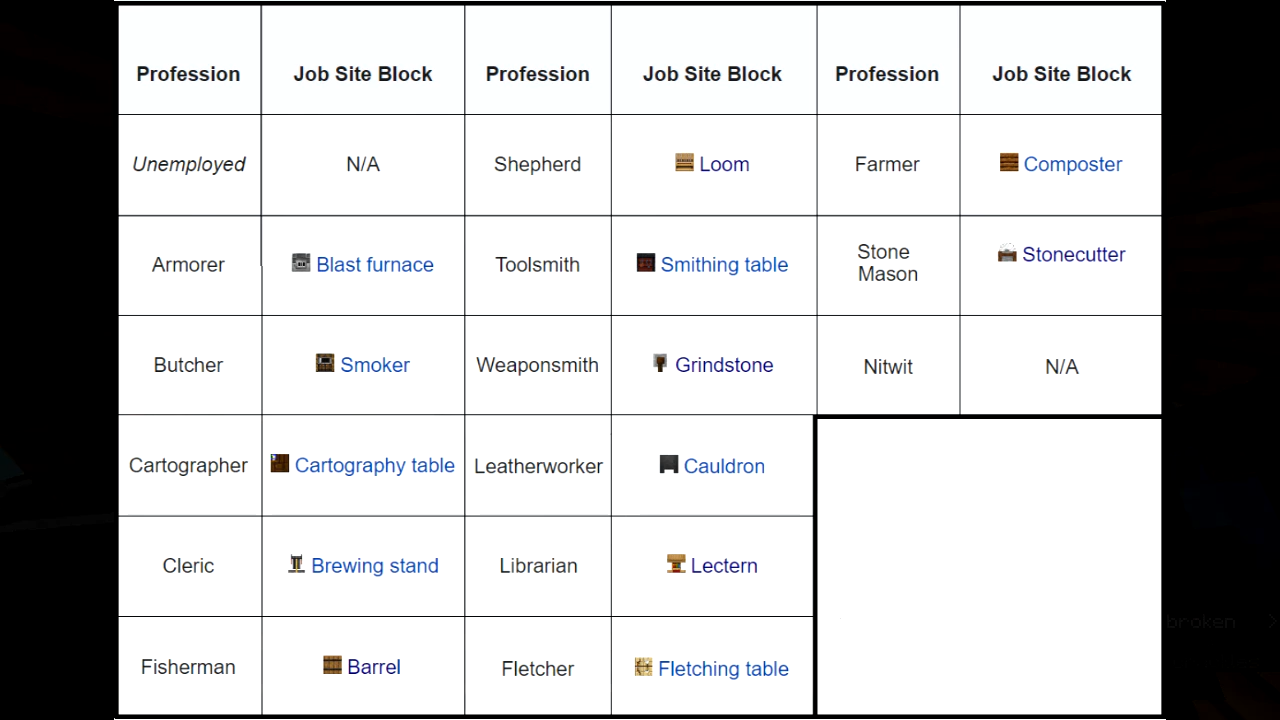 Profession Job Site Block Profession Job Site Block Profession Job Site Block
Unemployed N/A Shepherd Loom Farmer Composter
Armorer Blast furnace Toolsmith Smithing table Stone Mason Stonecutter
Butcher Smoker Weaponsmith Grindstone Nitwit N/A
Cartographer Cartography table Leatherworker Cauldron
Cleric Brewing stand Librarian Lectern
broken >
Fisherman Barrel Fletcher Fletching table